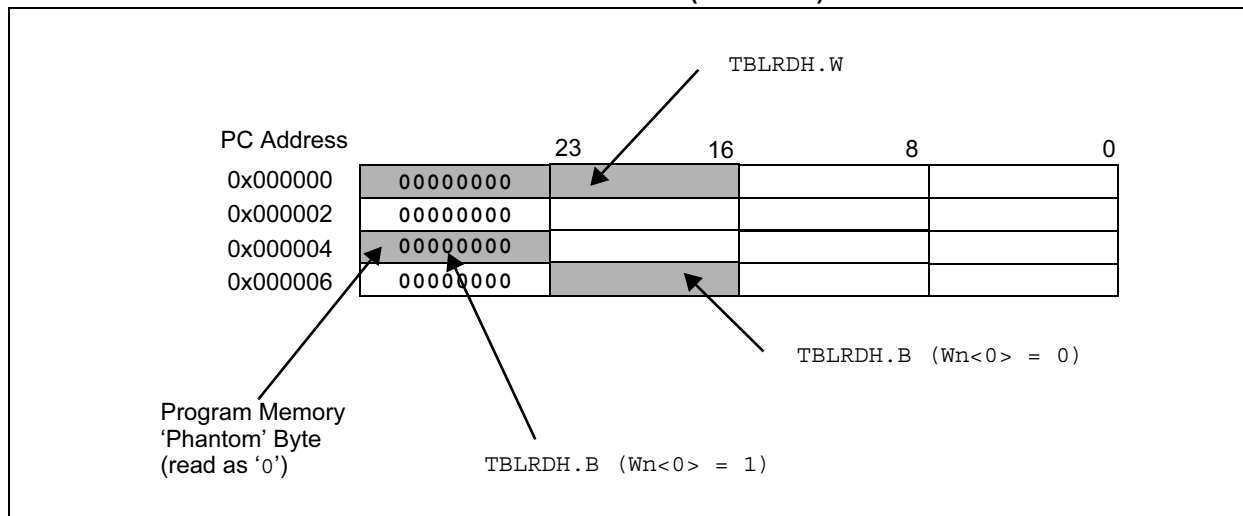 TBLRDH.W
PC Address
23 16 8 0
0x000000 00000000
0x000002 00000000
0x000004 00000000
0x000006 00000000
TBLRDH.B (Wn<0> = 0)
Program Memory
‘Phantom’ Byte
(read as ‘0’)
TBLRDH.B (Wn<0> = 1)